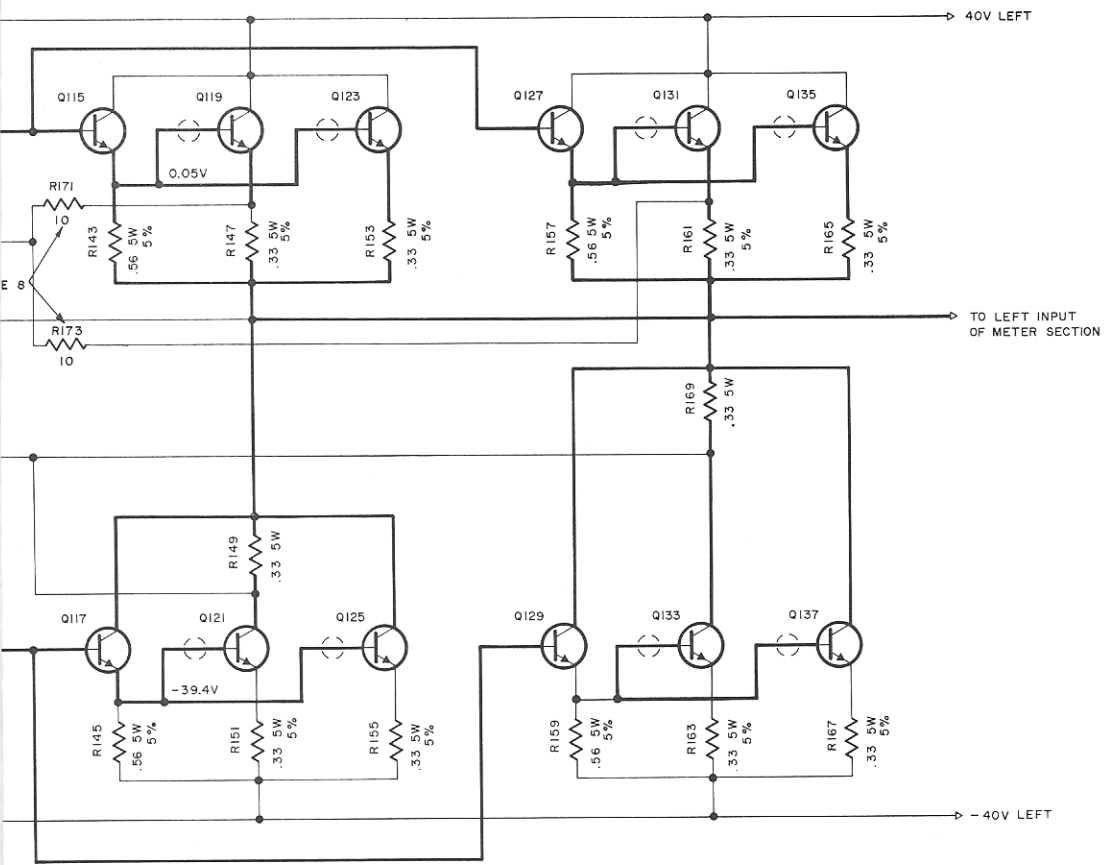 40V LEFT
Q115
Q119
Q123
Q127
Q131
Q135
0.05V
R171
10
R143
.56 5W
5%
R147
.33 5W
5%
R153
.33 5W
5%
R157
.56 5W
5%
R161
.33 5W
5%
R165
.33 5W
5%
E 8
R173
10
TO LEFT INPUT
OF METER SECTION
R169
.33 5W
R149
.33 5W
Q117
Q121
Q125
Q129
Q133
Q137
-39.4V
R145
.56 5W
5%
R151
.33 5W
5%
R155
.33 5W
5%
R159
.56 5W
5%
R163
.33 5W
5%
R167
.33 5W
5%
-40V LEFT